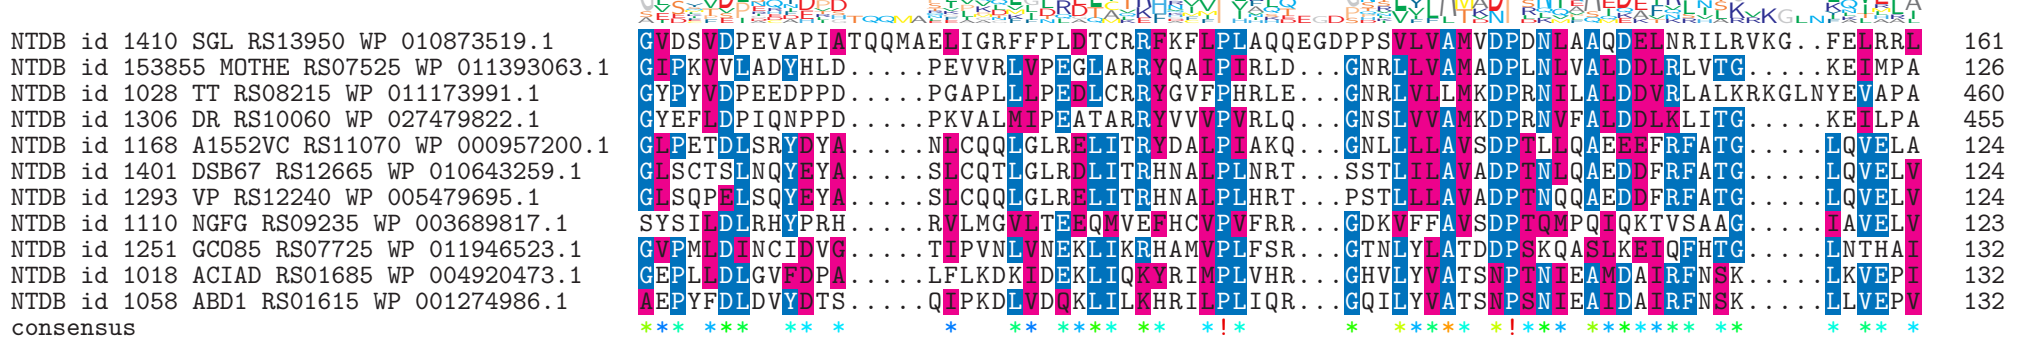 NTDB id 1410 SGL RS13950 WP 010873519.1 GVDSVDPEVAPIATQQMAELIGRFFPLDTCRRFKFLPLAQQEGDPPSVLVAMVDPDNLAAQDELNRILRVKG..FELRRL 161
NTDB id 153855 MOTHE RS07525 WP 011393063.1 GIPKVVLADYHLD.....PEVVRLVPEGLARRYQAIPIRLD...GNRLLVAMADPLNLVALDDLRLVTG.....KEIMPA 126
NTDB id 1028 TT RS08215 WP 011173991.1 GYPYVDPEEDPPD.....PGAPLLLPEDLCRRYGVFPHRLE...GNRLVLLMKDPRNILALDDVRLALKRKGLNYEVAPA 460
NTDB id 1306 DR RS10060 WP 027479822.1 GYEFLDPIQNPPD.....PKVALMIPEATARRYVVVPVRLQ...GNSLVVAMKDPRNVFALDDLKLITG.....KEILPA 455
NTDB id 1168 A1552VC RS11070 WP 000957200.1 GLPETDLSRYDYA.....NLCQQLGLRELITRYDALPIAKQ...GNLLLLAVSDPTLLQAEEEFRFATG.....LQVELA 124
NTDB id 1401 DSB67 RS12665 WP 010643259.1 GLSCTSLNQYEYA.....SLCQTLGLRDLITRHNALPLNRT...SSTLILAVADPTNLQAEDDFRFATG.....LQVELV 124
NTDB id 1293 VP RS12240 WP 005479695.1 GLSQPELSQYEYA.....SLCQQLGLRELITRHNALPLHRT...PSTLLLAVADPTNQQAEDDFRFATG.....LQVELV 124
NTDB id 1110 NGFG RS09235 WP 003689817.1 SYSILDLRHYPRH.....RVLMGVLTEEQMVEFHCVPVFRR...GDKVFFAVSDPTQMPQIQKTVSAAG.....IAVELV 123
NTDB id 1251 GCO85 RS07725 WP 011946523.1 GVPMLDINCIDVG.....TIPVNLVNEKLIKRHAMVPLFSR...GTNLYLATDDPSKQASLKEIQFHTG.....LNTHAI 132
NTDB id 1018 ACIAD RS01685 WP 004920473.1 GEPLLDLGVFDPA.....LFLKDKIDEKLIQKYRIMPLVHR...GHVLYVATSNPTNIEAMDAIRFNSK.....LKVEPI 132
NTDB id 1058 ABD1 RS01615 WP 001274986.1 AEPYFDLDVYDTS.....QIPKDLVDQKLILKHRILPLIQR...GQILYVATSNPSNIEAIDAIRFNSK.....LLVEPV 132
consensus